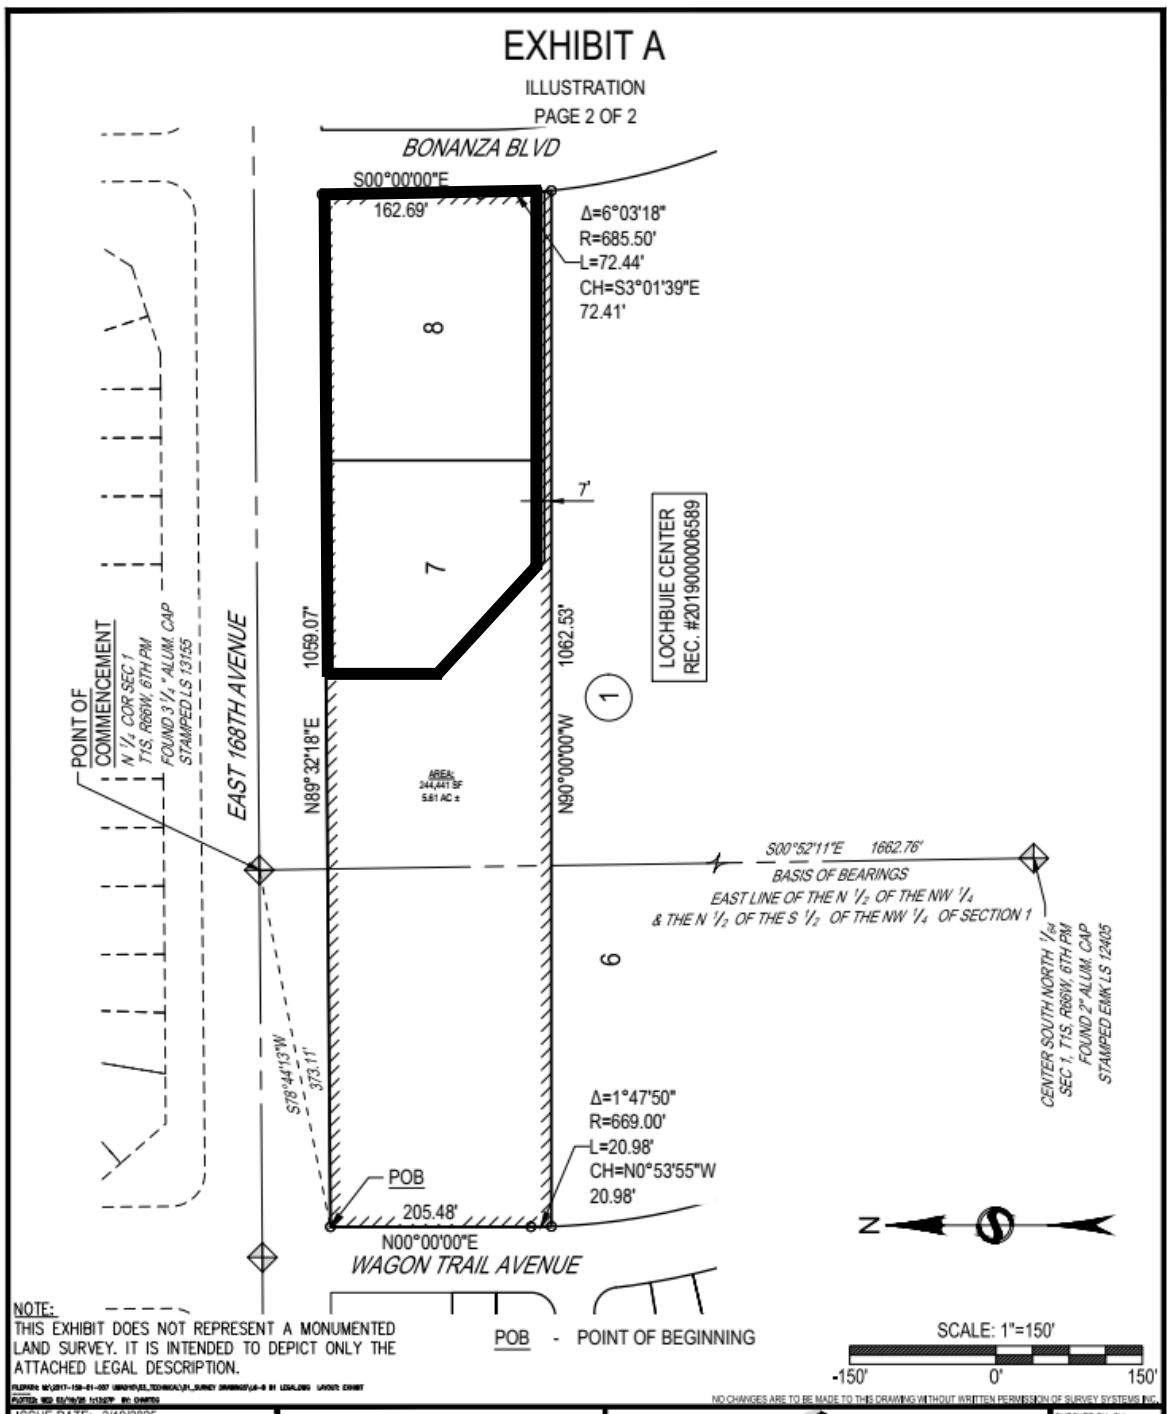 EXHIBIT A
ILLUSTRATION
PAGE 2 OF 2
BONANZA BLVD
S00°00'00"E
162.69'
Δ=6°03'18"
R=685.50'
L=72.44'
CH=S3°01'39"E
72.41'
8
7'
7
LOCHBUIE CENTER
REC. #2019000006589
1059.07'
N89°32'18"E
1062.53'
N90°00'00"W
1
POINT OF
COMMENCEMENT
N 1/4 COR SEC 1
T1S, R66W, 6TH PM
FOUND 3 1/4" ALUM. CAP
STAMPED LS 13155
EAST 168TH AVENUE
AREA:
244,441 SF
5.61 AC ±
S00°52'11"E 1662.76'
BASIS OF BEARINGS
EAST LINE OF THE N 1/2 OF THE NW 1/4
& THE N 1/2 OF THE S 1/2 OF THE NW 1/4 OF SECTION 1
6
CENTER SOUTH NORTH 1/64
SEC 1, T1S, R66W, 6TH PM
FOUND 2" ALUM. CAP
STAMPED EMK LS 12405
S78°44'13"W
373.11'
Δ=1°47'50"
R=669.00'
L=20.98'
CH=N0°53'55"W
20.98'
POB
205.48'
N00°00'00"E
WAGON TRAIL AVENUE
N
NOTE:
THIS EXHIBIT DOES NOT REPRESENT A MONUMENTED
LAND SURVEY. IT IS INTENDED TO DEPICT ONLY THE
ATTACHED LEGAL DESCRIPTION.
POB - POINT OF BEGINNING
SCALE: 1"=150'
-150' 0' 150'
NO CHANGES ARE TO BE MADE TO THIS DRAWING WITHOUT WRITTEN PERMISSION OF SURVEY SYSTEMS INC.